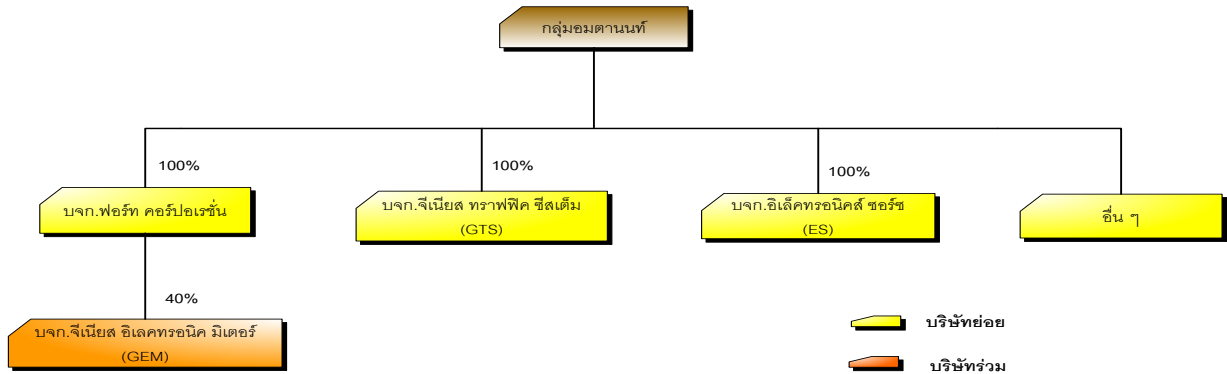 กลุ่มอมตานนท์
100%
100%
100%
บจก.ฟอร์ท คอร์ปอเรชั่น
บจก.จีเนียส ทราฟฟิค ซีสเต็ม
(GTS)
บจก.อิเล็คทรอนิคส์ ซอร์ซ
(ES)
อื่น ๆ
40%
บจก.จีเนียส อิเลคทรอนิค มิเตอร์
(GEM)
บริษัทย่อย
บริษัทร่วม